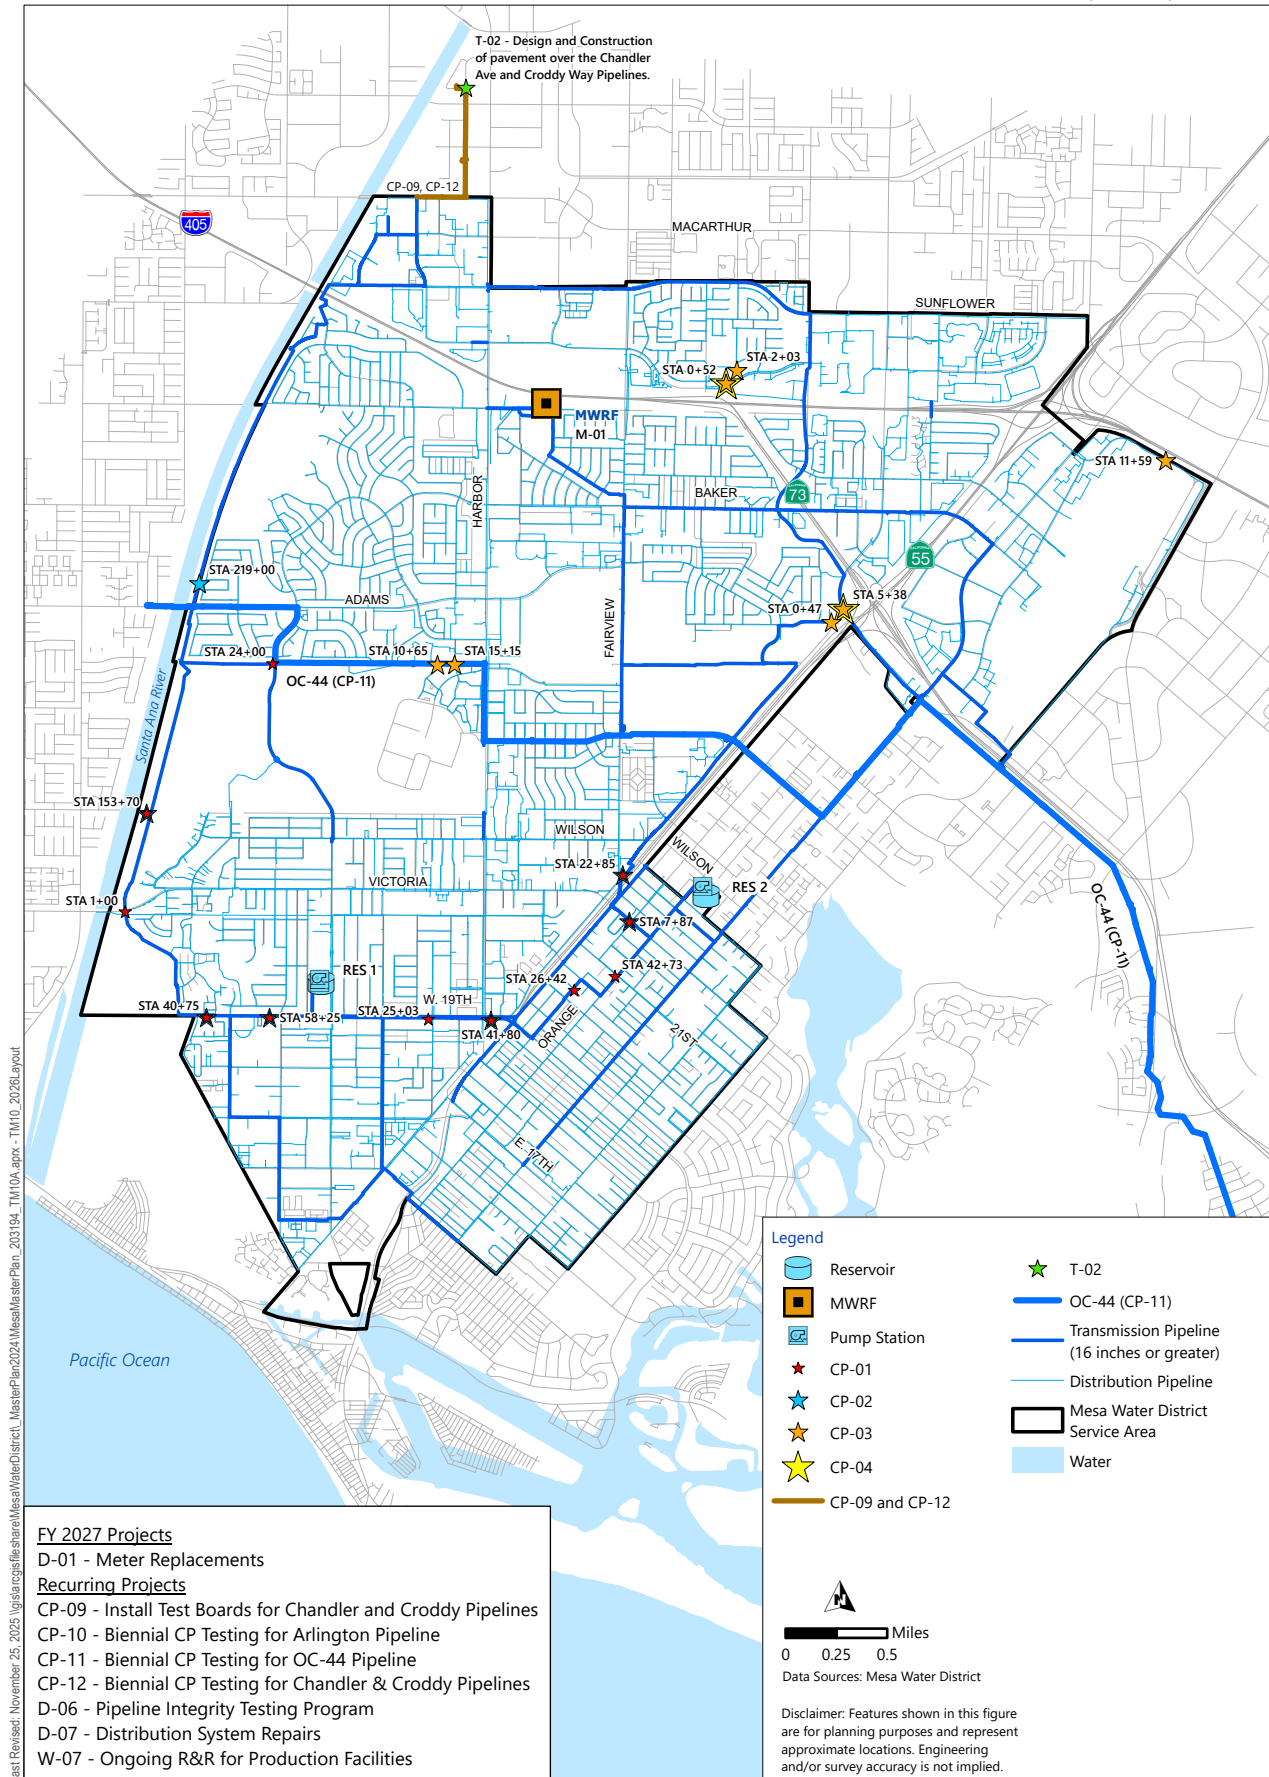 T-02 - Design and Construction
of pavement over the Chandler
Ave and Croddy Way Pipelines.
CP-09, CP-12
405
MACARTHUR
SUNFLOWER
STA 2+03
STA 0+52
MWRF
M-01
STA 11+59
HARBOR
BAKER
73
55
STA 219+00
ADAMS
FAIRVIEW
STA 0+47
STA 5+38
STA 24+00
STA 10+65
STA 15+15
OC-44 (CP-11)
Santa Ana River
STA 153+70
WILSON
WILSON
STA 22+85
VICTORIA
RES 2
STA 1+00
STA 7+87
OC-44 (CP-11)
RES 1
STA 26+42
STA 42+73
W. 19TH
STA 40+75
STA 58+25
STA 25+03
STA 41+80
ORANGE
21ST
E. 17TH
Pacific Ocean
Legend
Reservoir
MWRF
Pump Station
CP-01
CP-02
CP-03
CP-04
CP-09 and CP-12
T-02
OC-44 (CP-11)
Transmission Pipeline
(16 inches or greater)
Distribution Pipeline
Mesa Water District
Service Area
Water
N
Miles
0 0.25 0.5
Data Sources: Mesa Water District
Disclaimer: Features shown in this figure
are for planning purposes and represent
approximate locations. Engineering
and/or survey accuracy is not implied.
FY 2027 Projects
D-01 - Meter Replacements
Recurring Projects
CP-09 - Install Test Boards for Chandler and Croddy Pipelines
CP-10 - Biennial CP Testing for Arlington Pipeline
CP-11 - Biennial CP Testing for OC-44 Pipeline
CP-12 - Biennial CP Testing for Chandler & Croddy Pipelines
D-06 - Pipeline Integrity Testing Program
D-07 - Distribution System Repairs
W-07 - Ongoing R&R for Production Facilities
ast Revised: November 25, 2025 \\gis\arcgisfileshare\MesaWaterDistrict\_MasterPlan2024\MesaMasterPlan_203194_TM10A.aprx - TM10_2026Layout